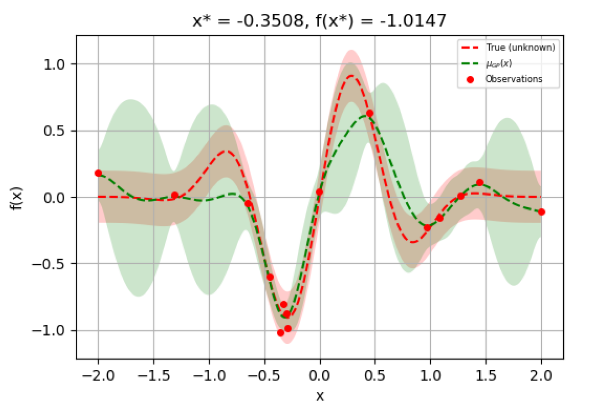 x* = -0.3508, f(x*) = -1.0147
True (unknown)
μGP(x)
Observations
1.0
0.5
0.0
−0.5
−1.0
f(x)
−2.0 −1.5 −1.0 −0.5 0.0 0.5 1.0 1.5 2.0
x